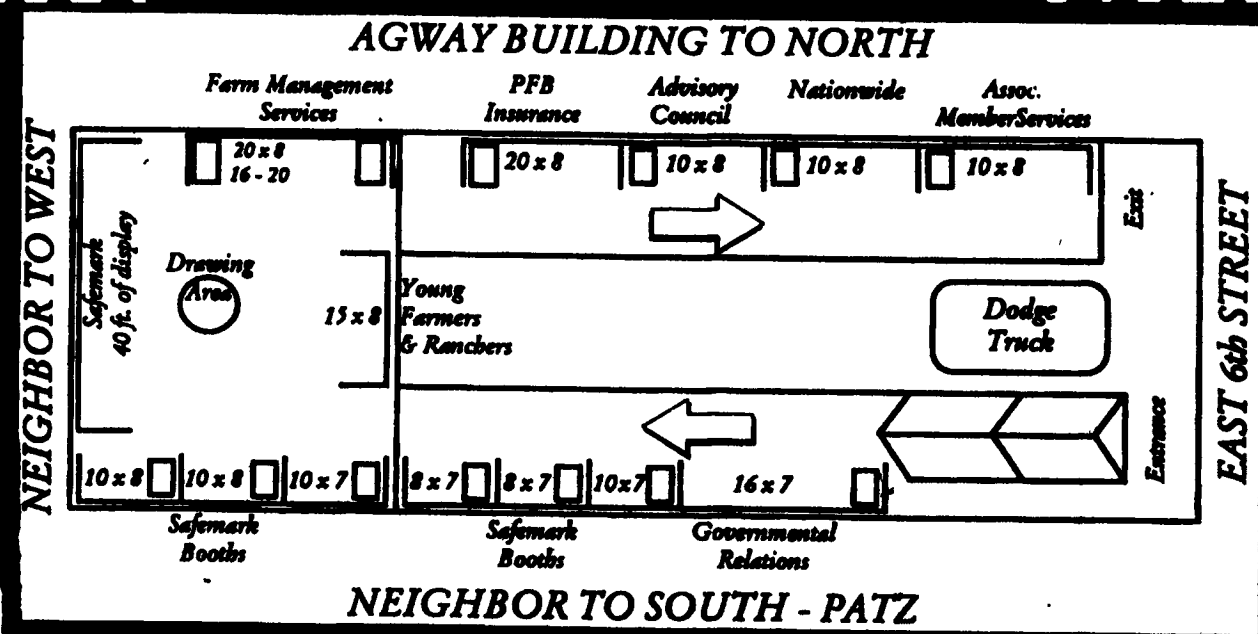 AGWAY BUILDING TO NORTH
Farm Management
Services
PFB
Insurance
Advisory
Council
Nationwide
Assoc.
MemberServices
NEIGHBOR TO WEST
20 x 8
16 - 20
20 x 8
10 x 8
10 x 8
10 x 8
Exit
EAST 6th STREET
Safemark
40 ft. of display
Drawing
Area
15 x 8
Young
Farmers
& Ranchers
Dodge
Truck
Entrance
10 x 8
10 x 8
10 x 7
8 x 7
8 x 7
10x7
16 x 7
Safemark
Booths
Safemark
Booths
Governmental
Relations
NEIGHBOR TO SOUTH - PATZ